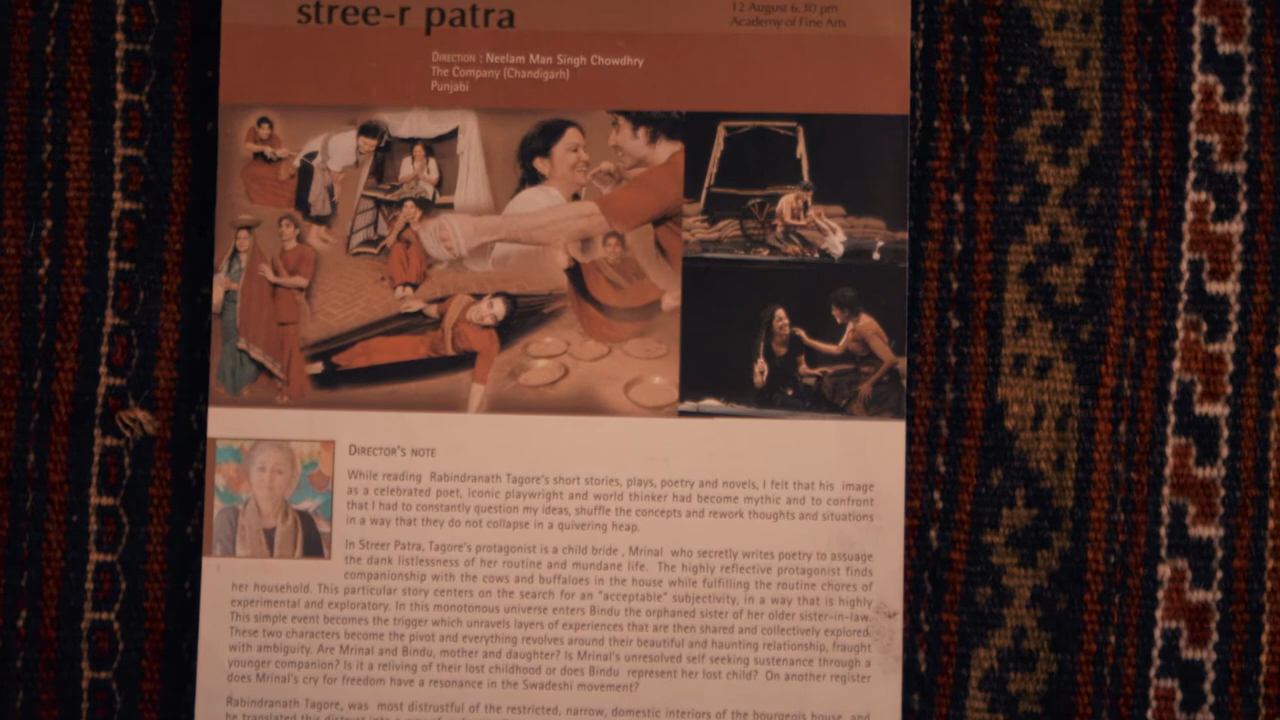 stree-r patra
12 August 6.30 pm
Academy of Fine Arts
Direction : Neelam Man Singh Chowdhry
The Company (Chandigarh)
Punjabi
Director's note
While reading Rabindranath Tagore's short stories, plays, poetry and novels, I felt that his image
as a celebrated poet, iconic playwright and world thinker had become mythic and to confront
that I had to constantly question my ideas, shuffle the concepts and rework thoughts and situations
in a way that they do not collapse in a quivering heap.
In Streer Patra, Tagore's protagonist is a child bride , Mrinal who secretly writes poetry to assuage
the dank listlessness of her routine and mundane life. The highly reflective protagonist finds
companionship with the cows and buffaloes in the house while fulfilling the routine chores of
her household. This particular story centers on the search for an "acceptable" subjectivity, in a way that is highly
experimental and exploratory. In this monotonous universe enters Bindu the orphaned sister of her older sister-in-law.
This simple event becomes the trigger which unravels layers of experiences that are then shared and collectively explored.
These two characters become the pivot and everything revolves around their beautiful and haunting relationship, fraught
with ambiguity. Are Mrinal and Bindu, mother and daughter? Is Mrinal's unresolved self seeking sustenance through a
younger companion? Is it a reliving of their lost childhood or does Bindu represent her lost child? On another register
does Mrinal's cry for freedom have a resonance in the Swadeshi movement?
Rabindranath Tagore, was most distrustful of the restricted, narrow, domestic interiors of the bourgeois house, and
he translated this distrust into